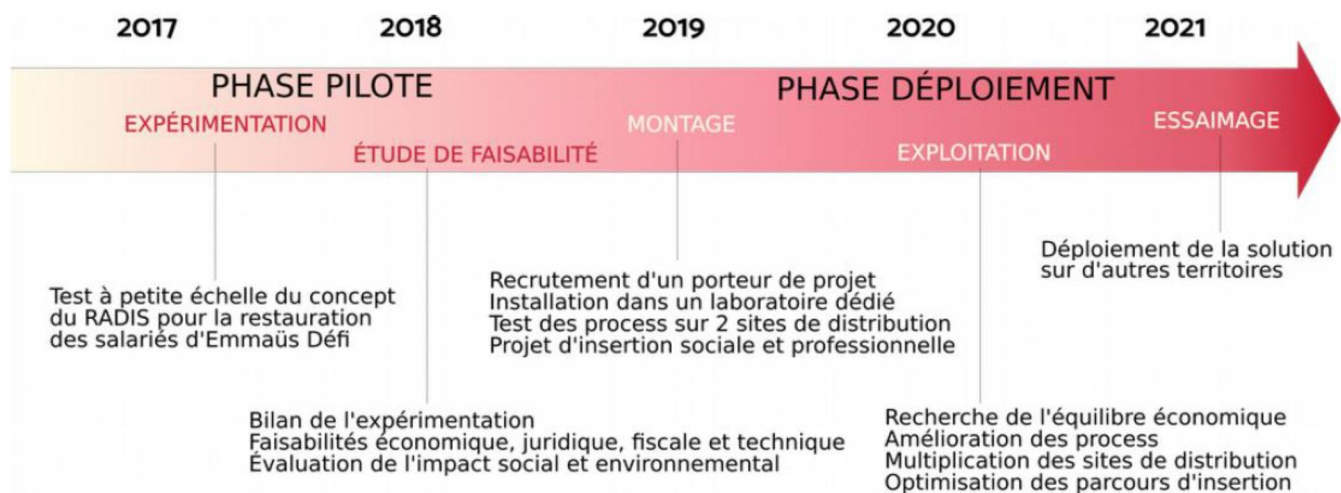 2017 2018 2019 2020 2021
PHASE PILOTE PHASE DÉPLOIEMENT
EXPÉRIMENTATION MONTAGE ESSAIMAGE
ÉTUDE DE FAISABILITÉ EXPLOITATION
Test à petite échelle du concept
du RADIS pour la restauration
des salariés d'Emmaüs Défi
Bilan de l'expérimentation
Faisabilités économique, juridique, fiscale et technique
Évaluation de l'impact social et environnemental
Recrutement d'un porteur de projet
Installation dans un laboratoire dédié
Test des process sur 2 sites de distribution
Projet d'insertion sociale et professionnelle
Recherche de l'équilibre économique
Amélioration des process
Multiplication des sites de distribution
Optimisation des parcours d'insertion
Déploiement de la solution
sur d'autres territoires